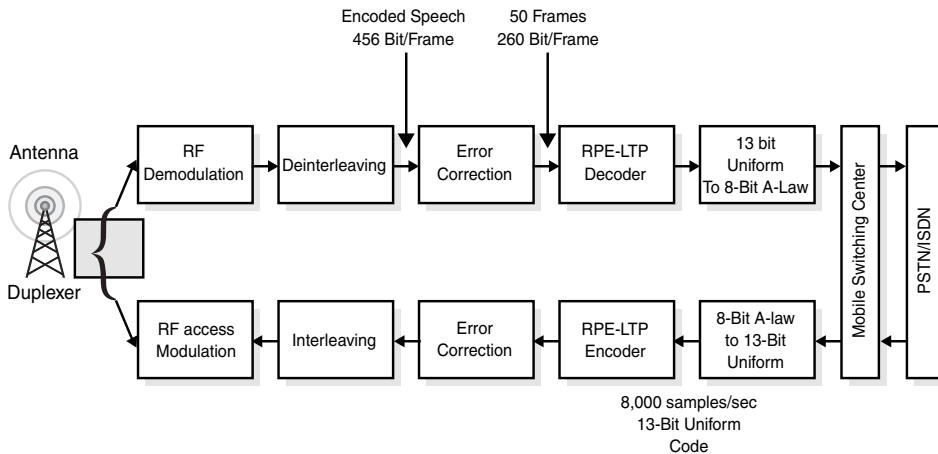 Encoded Speech
456 Bit/Frame
50 Frames
260 Bit/Frame
Antenna
Duplexer
RF
Demodulation
Deinterleaving
Error
Correction
RPE-LTP
Decoder
13 bit
Uniform
To 8-Bit A-Law
Mobile Switching Center
PSTN/ISDN
RF access
Modulation
Interleaving
Error
Correction
RPE-LTP
Encoder
8-Bit A-law
to 13-Bit
Uniform
8,000 samples/sec
13-Bit Uniform
Code